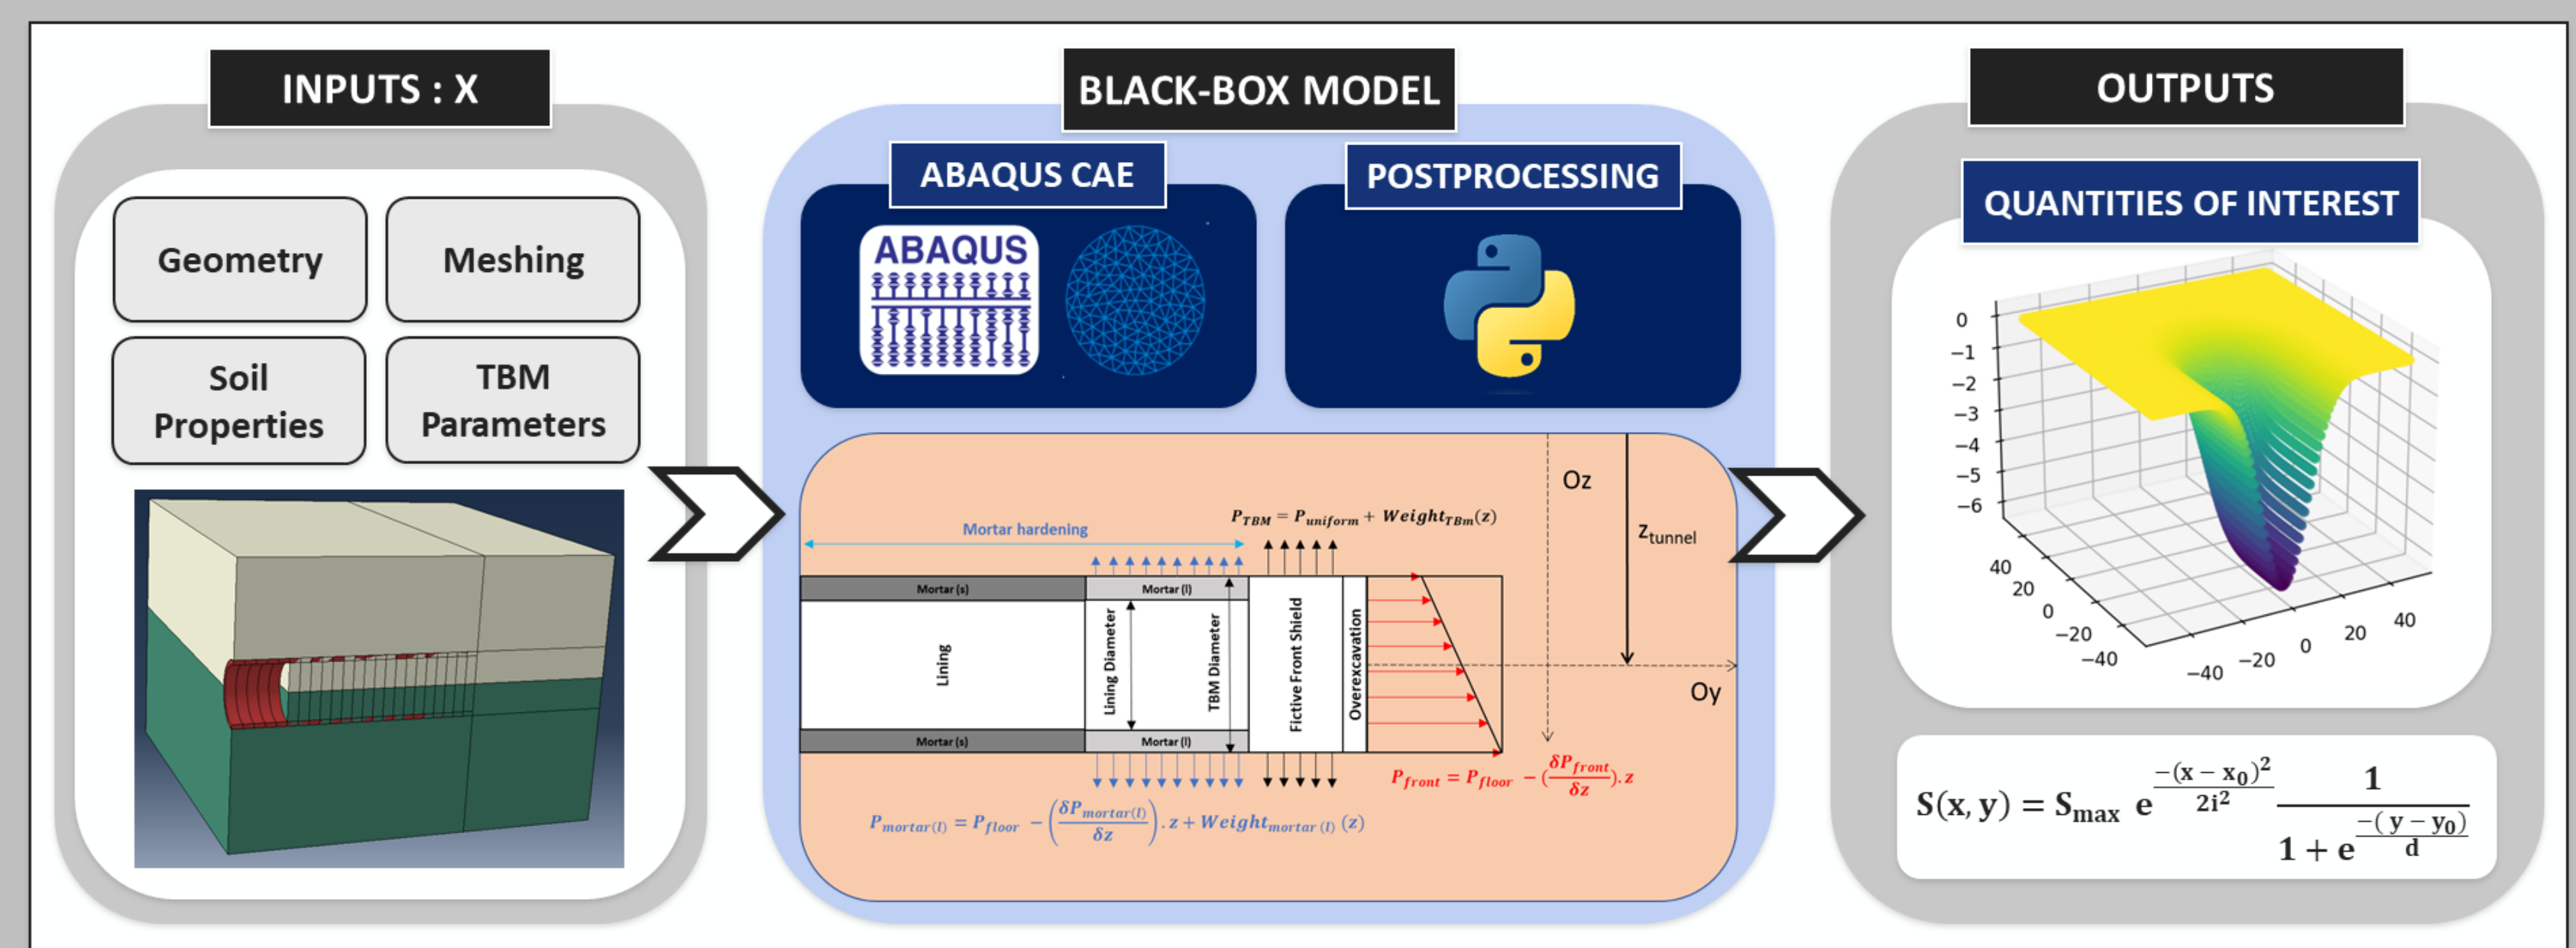 INPUTS : X
Geometry
Meshing
Soil
Properties
TBM
Parameters
BLACK-BOX MODEL
ABAQUS CAE
POSTPROCESSING
ABAQUS
Oz
z_tunnel
Oy
Mortar hardening
P_TBM = P_uniform + Weight_TBm(z)
Mortar (s)
Mortar (l)
Lining
Lining Diameter
TBM Diameter
Fictive Front Shield
Overexcavation
Mortar (s)
Mortar (l)
P_front = P_floor − (δP_front/δz). z
P_mortar(l) = P_floor − (δP_mortar(l)/δz). z + Weight_mortar (l) (z)
OUTPUTS
QUANTITIES OF INTEREST
0
−1
−2
−3
−4
−5
−6
40
20
0
−20
−40
−40
−20
0
20
40
S(x, y) = S_max e^(−(x − x_0)^2 / 2i^2) 1 / (1 + e^(−( y − y_0) / d))